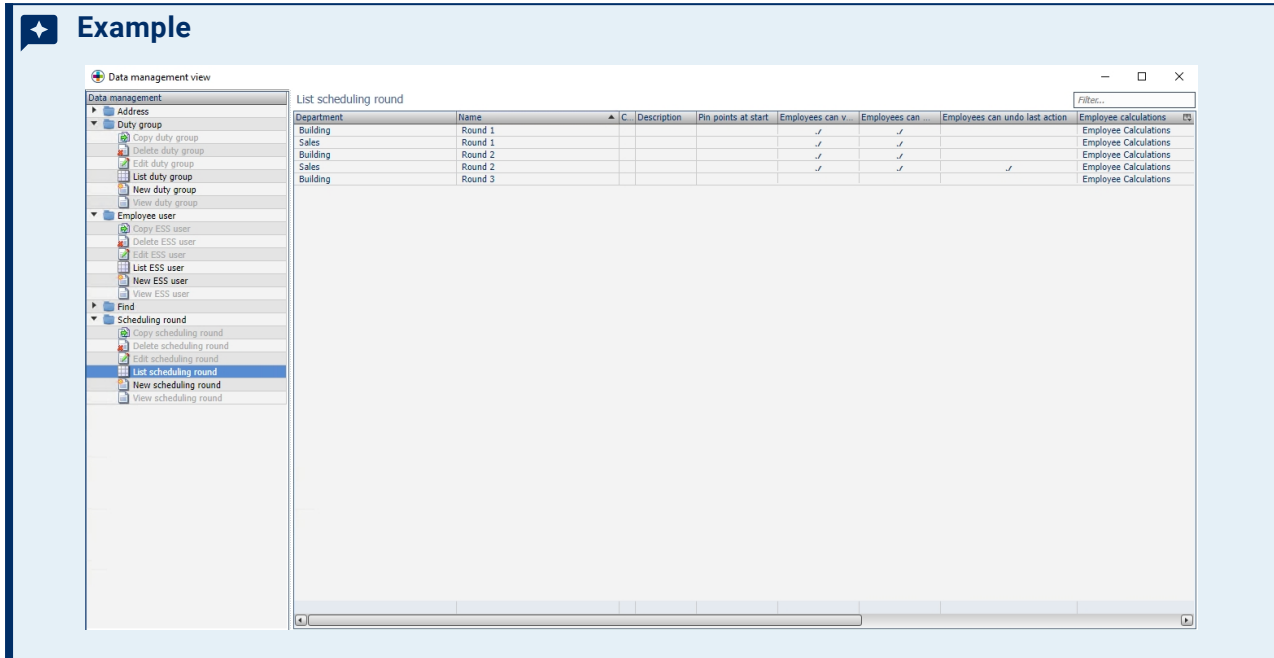 Example
Data management view
Data management
Address
Duty group
Copy duty group
Delete duty group
Edit duty group
List duty group
New duty group
View duty group
Employee user
Copy ESS user
Delete ESS user
Edit ESS user
List ESS user
New ESS user
View ESS user
Find
Scheduling round
Copy scheduling round
Delete scheduling round
Edit scheduling round
List scheduling round
New scheduling round
View scheduling round
List scheduling round
Filter...
Department Name C... Description Pin points at start Employees can v... Employees can ... Employees can undo last action Employee calculations
Building Round 1 Employee Calculations
Sales Round 1 Employee Calculations
Building Round 2 Employee Calculations
Sales Round 2 Employee Calculations
Building Round 3 Employee Calculations